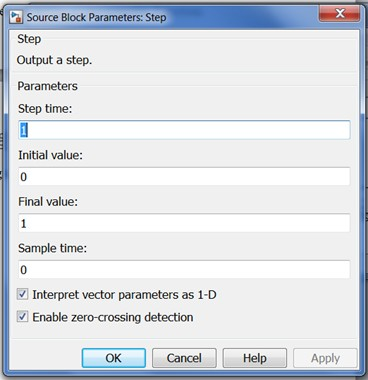 Source Block Parameters: Step
Step
Output a step.
Parameters
Step time:
1
Initial value:
0
Final value:
1
Sample time:
0
Interpret vector parameters as 1-D
Enable zero-crossing detection
OK Cancel Help Apply